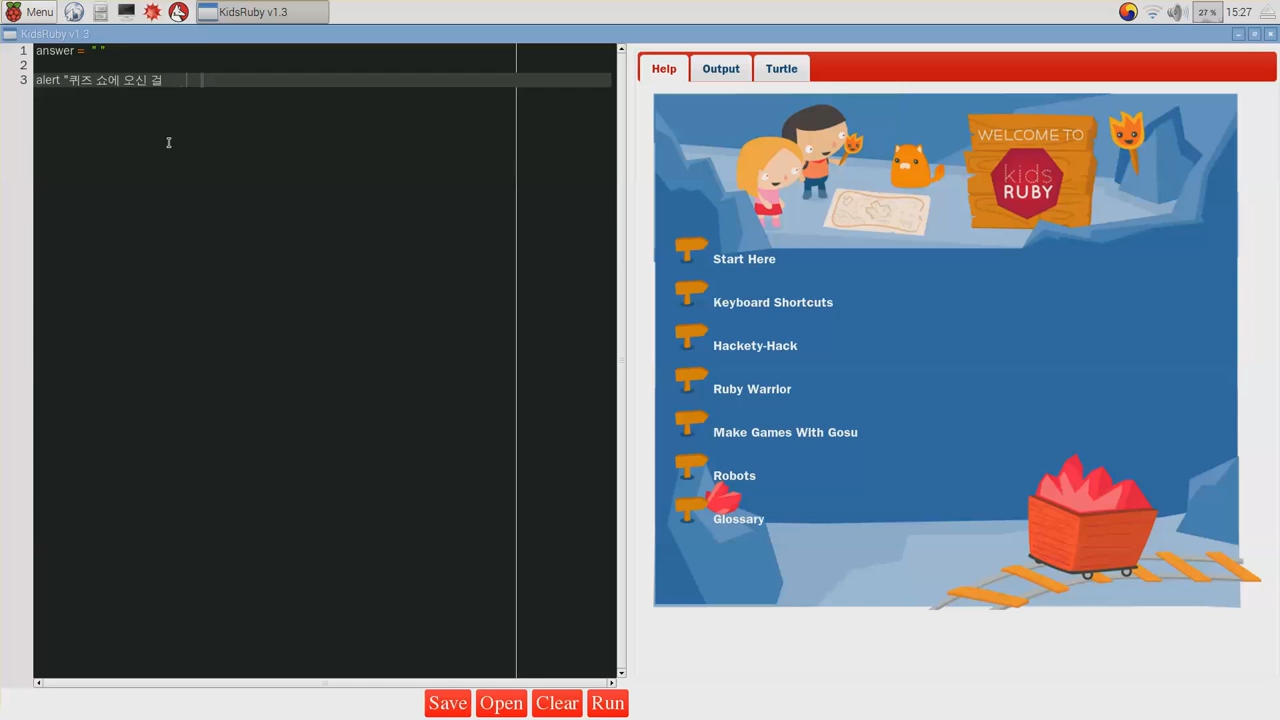 Menu
KidsRuby v1.3
27 %
15:27
KidsRuby v1.3
1 answer = " "
2
3 alert "퀴즈 쇼에 오신 걸
Help
Output
Turtle
WELCOME TO
kids
RUBY
Start Here
Keyboard Shortcuts
Hackety-Hack
Ruby Warrior
Make Games With Gosu
Robots
Glossary
Save
Open
Clear
Run